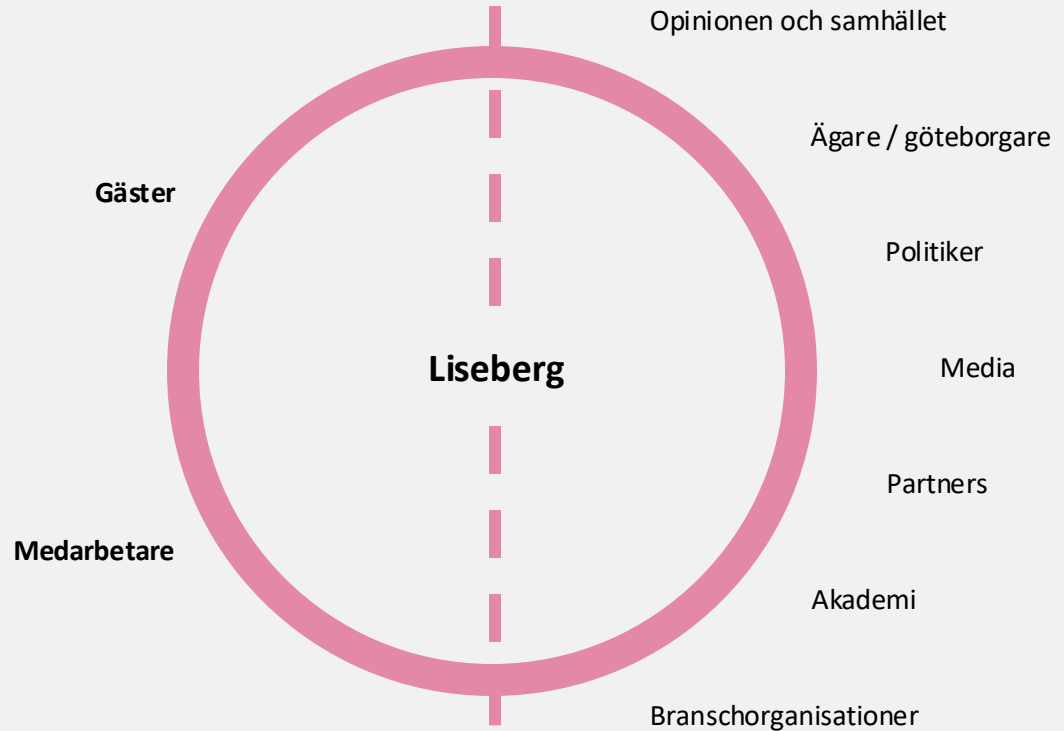 Opinionen och samhället
Ägare / göteborgare
Gäster
Politiker
Liseberg
Media
Partners
Medarbetare
Akademi
Branschorganisationer